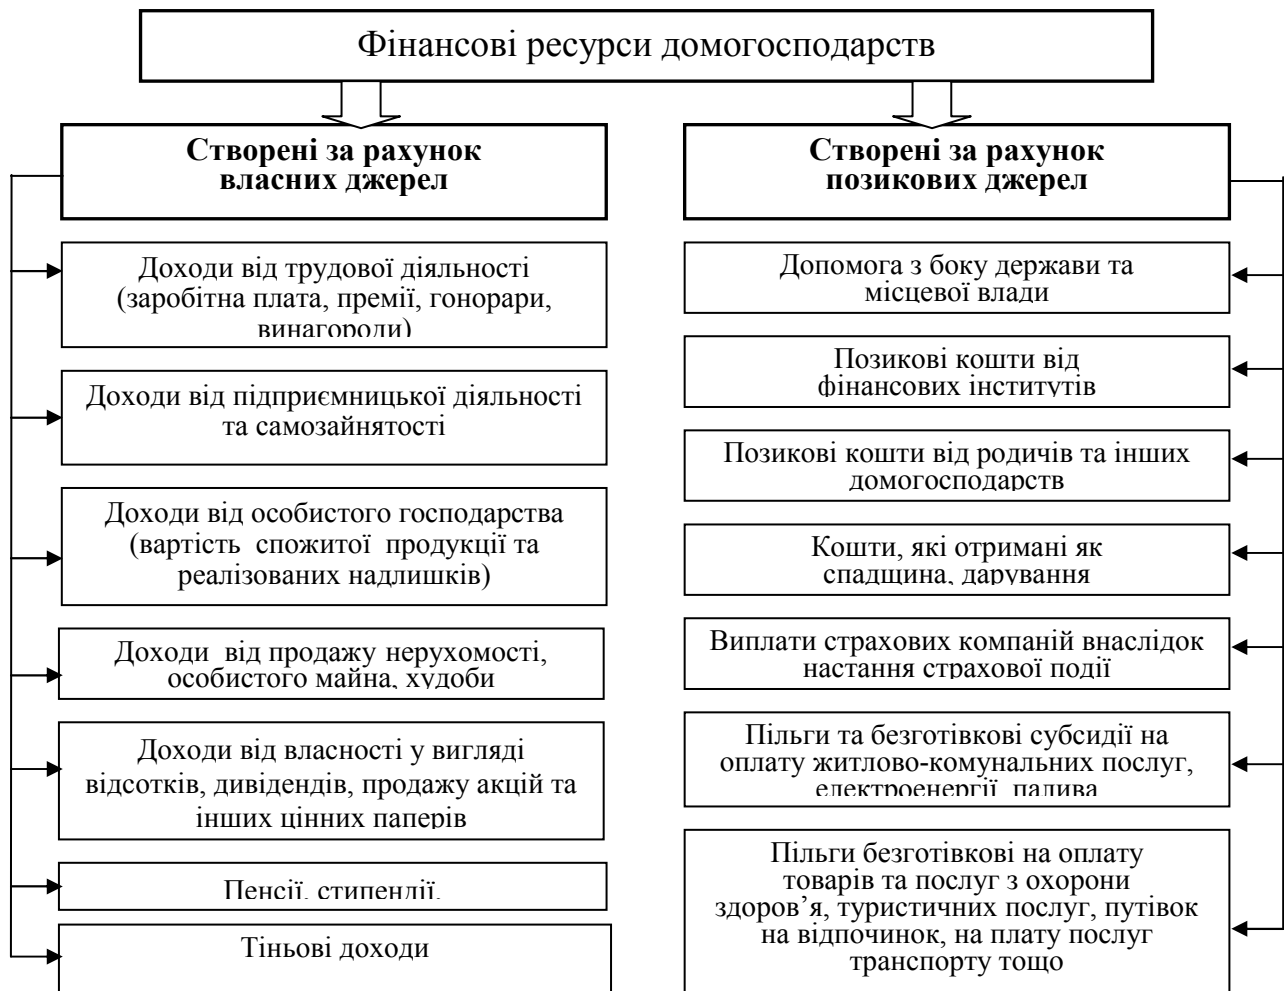 Фінансові ресурси домогосподарств
Створені за рахунок
власних джерел
Доходи від трудової діяльності
(заробітна плата, премії, гонорари,
винагороди)
Доходи від підприємницької діяльності
та самозайнятості
Доходи від особистого господарства
(вартість спожитої продукції та
реалізованих надлишків)
Доходи від продажу нерухомості,
особистого майна, худоби
Доходи від власності у вигляді
відсотків, дивідендів, продажу акцій та
інших цінних паперів
Пенсії, стипендії,
Тіньові доходи
Створені за рахунок
позикових джерел
Допомога з боку держави та
місцевої влади
Позикові кошти від
фінансових інститутів
Позикові кошти від родичів та інших
домогосподарств
Кошти, які отримані як
спадщина, дарування
Виплати страхових компаній внаслідок
настання страхової події
Пільги та безготівкові субсидії на
оплату житлово-комунальних послуг,
електроенергії, палива
Пільги безготівкові на оплату
товарів та послуг з охорони
здоров’я, туристичних послуг, путівок
на відпочинок, на плату послуг
транспорту тощо